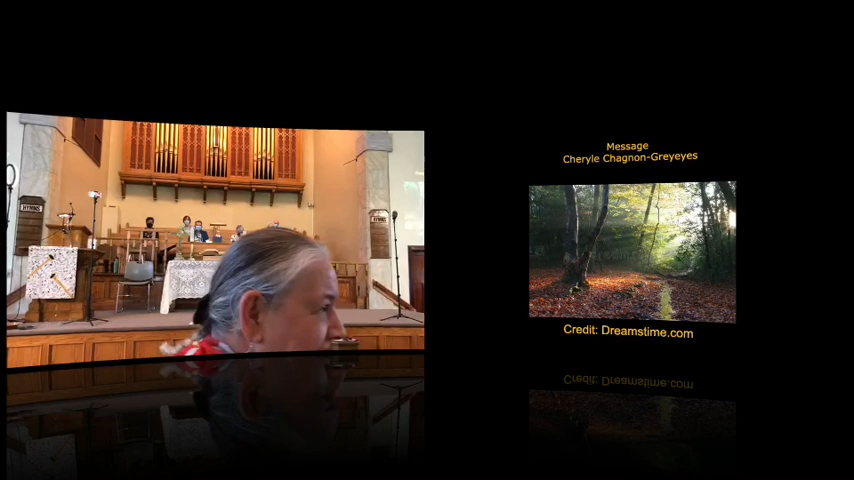 HYMNS
HYMNS
Message
Cheryle Chagnon-Greyeyes
Credit: Dreamstime.com